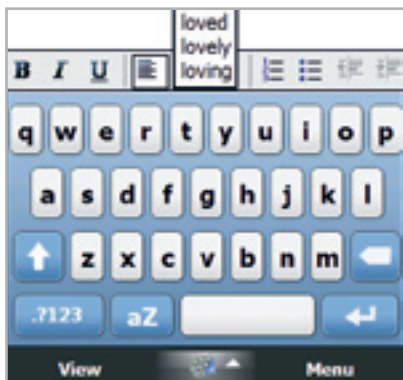 loved
lovely
loving
B I U
q w e r t y u i o p
a s d f g h j k l
z x c v b n m
.?123 aZ
View Menu